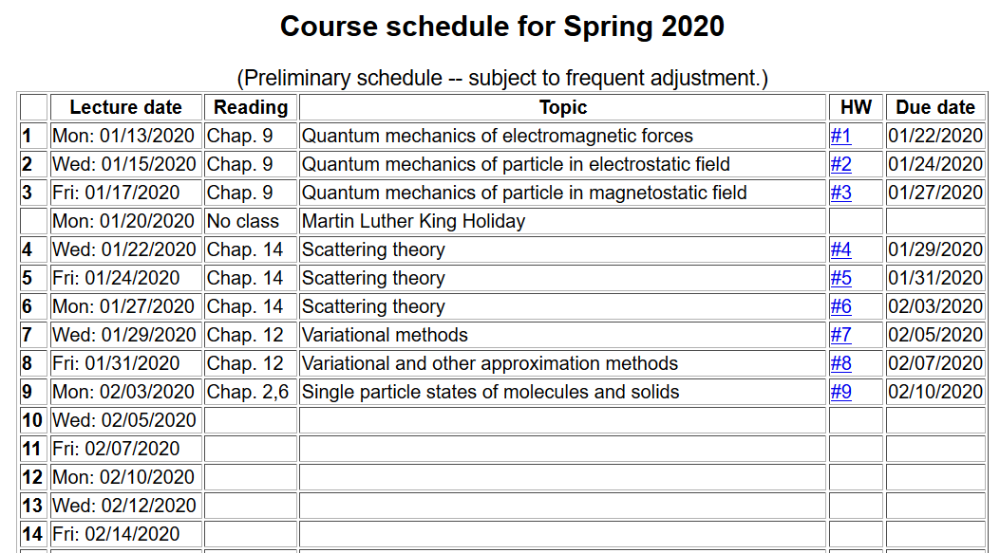 Course schedule for Spring 2020
(Preliminary schedule -- subject to frequent adjustment.)
Lecture date Reading Topic HW Due date
1 Mon: 01/13/2020 Chap. 9 Quantum mechanics of electromagnetic forces #1 01/22/2020
2 Wed: 01/15/2020 Chap. 9 Quantum mechanics of particle in electrostatic field #2 01/24/2020
3 Fri: 01/17/2020 Chap. 9 Quantum mechanics of particle in magnetostatic field #3 01/27/2020
Mon: 01/20/2020 No class Martin Luther King Holiday
4 Wed: 01/22/2020 Chap. 14 Scattering theory #4 01/29/2020
5 Fri: 01/24/2020 Chap. 14 Scattering theory #5 01/31/2020
6 Mon: 01/27/2020 Chap. 14 Scattering theory #6 02/03/2020
7 Wed: 01/29/2020 Chap. 12 Variational methods #7 02/05/2020
8 Fri: 01/31/2020 Chap. 12 Variational and other approximation methods #8 02/07/2020
9 Mon: 02/03/2020 Chap. 2,6 Single particle states of molecules and solids #9 02/10/2020
10 Wed: 02/05/2020
11 Fri: 02/07/2020
12 Mon: 02/10/2020
13 Wed: 02/12/2020
14 Fri: 02/14/2020